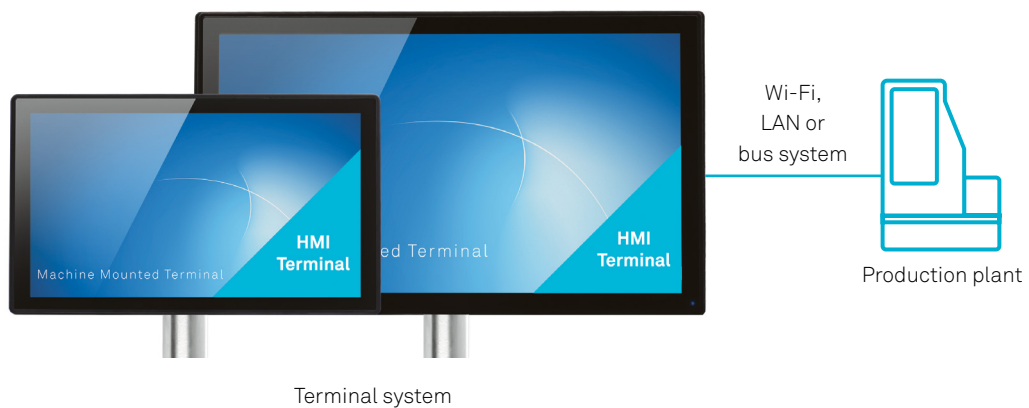 Wi-Fi,
LAN or
bus system
HMI
Terminal
Machine Mounted Terminal
ed Terminal
HMI
Terminal
Production plant
Terminal system